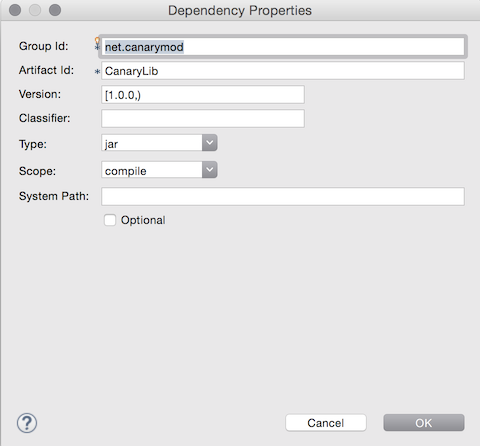 Dependency Properties
Group Id: * net.canarymod
Artifact Id: * CanaryLib
Version: [1.0.0,)
Classifier:
Type: jar
Scope: compile
System Path:
Optional
? Cancel OK